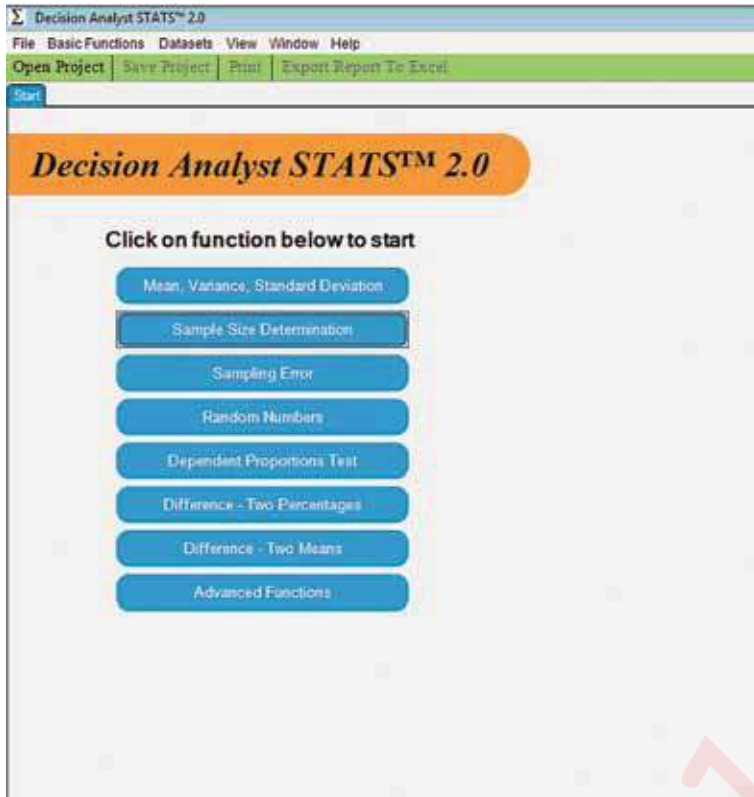 Σ Decision Analyst STATS™ 2.0
File Basic Functions Datasets View Window Help
Open Project Save Project Print Export Report To Excel
Start
Decision Analyst STATS™ 2.0
Click on function below to start
Mean, Variance, Standard Deviation
Sample Size Determination
Sampling Error
Random Numbers
Dependent Proportions Test
Difference - Two Percentages
Difference - Two Means
Advanced Functions